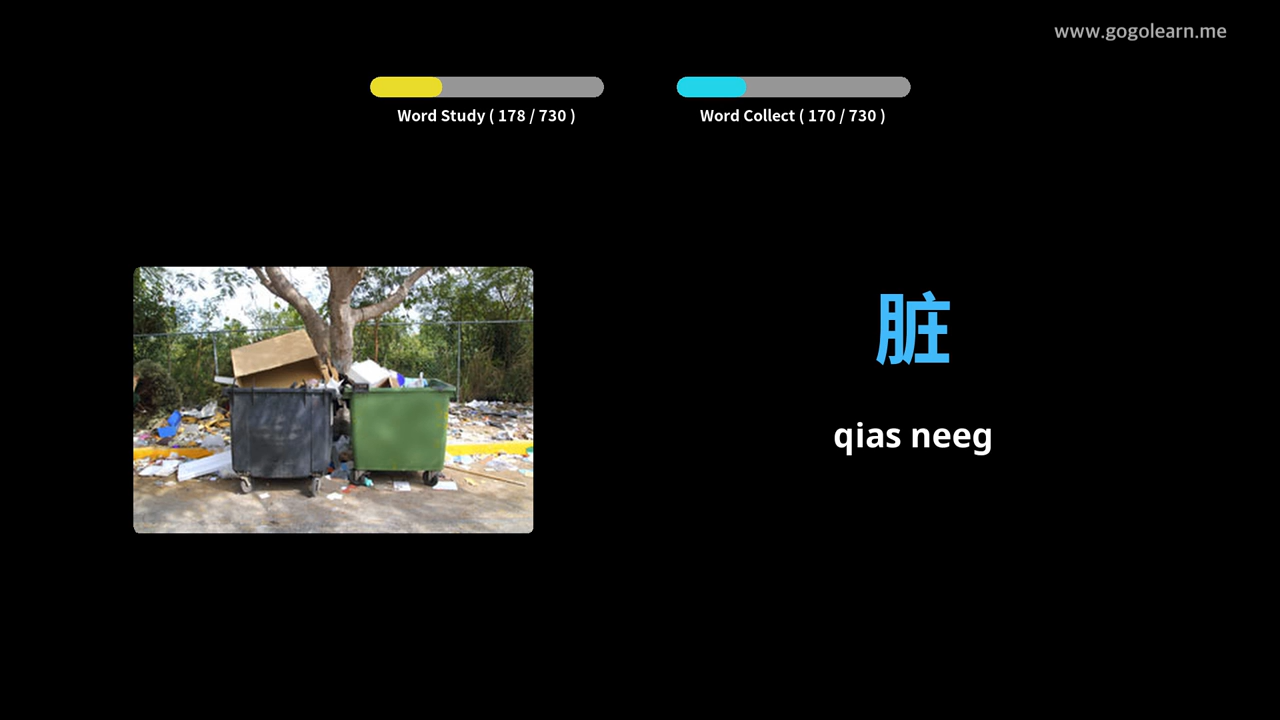 www.gogolearn.me
Word Study ( 178 / 730 )
Word Collect ( 170 / 730 )
脏
qias neeg